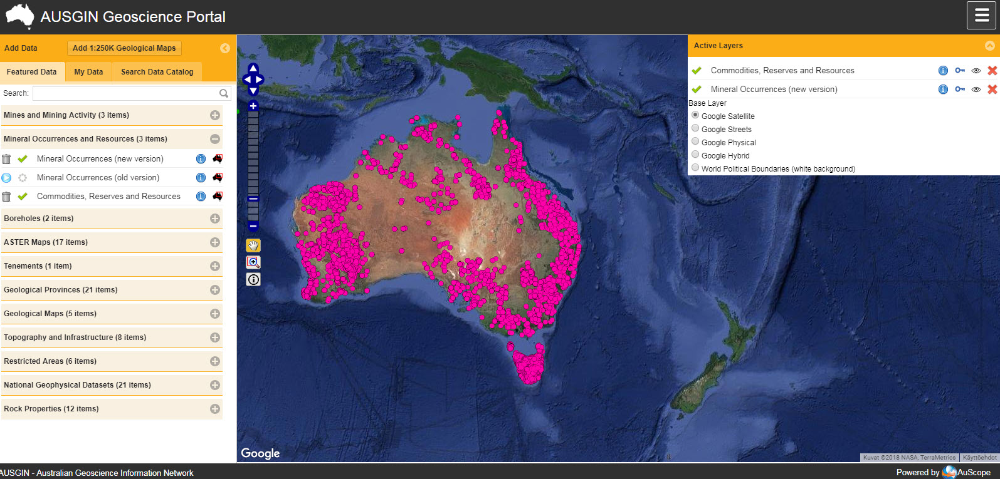 AUSGIN Geoscience Portal
Add Data
Add 1:250K Geological Maps
Featured Data
My Data
Search Data Catalog
Search:
Mines and Mining Activity (3 items)
Mineral Occurrences and Resources (3 items)
Mineral Occurrences (new version)
Mineral Occurrences (old version)
Commodities, Reserves and Resources
Boreholes (2 items)
ASTER Maps (17 items)
Tenements (1 item)
Geological Provinces (21 items)
Geological Maps (5 items)
Topography and Infrastructure (8 items)
Restricted Areas (6 items)
National Geophysical Datasets (21 items)
Rock Properties (12 items)
Active Layers
Commodities, Reserves and Resources
Mineral Occurrences (new version)
Base Layer
Google Satellite
Google Streets
Google Physical
Google Hybrid
World Political Boundaries (white background)
Google
Kuvat ©2018 NASA, TerraMetrics
Käyttöehdot
AUSGIN - Australian Geoscience Information Network
Powered by AuScope